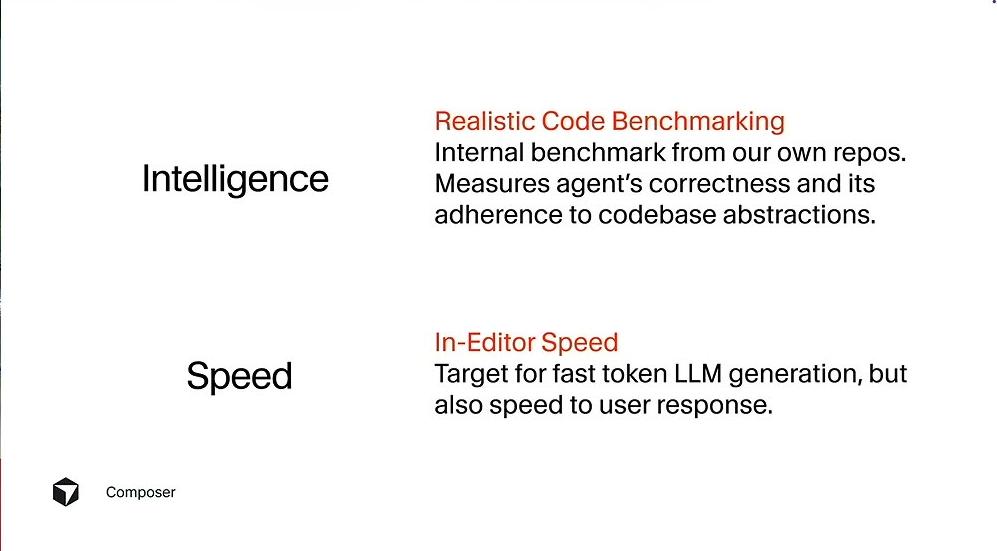 Intelligence
Realistic Code Benchmarking
Internal benchmark from our own repos.
Measures agent's correctness and its
adherence to codebase abstractions.
Speed
In-Editor Speed
Target for fast token LLM generation, but
also speed to user response.
Composer